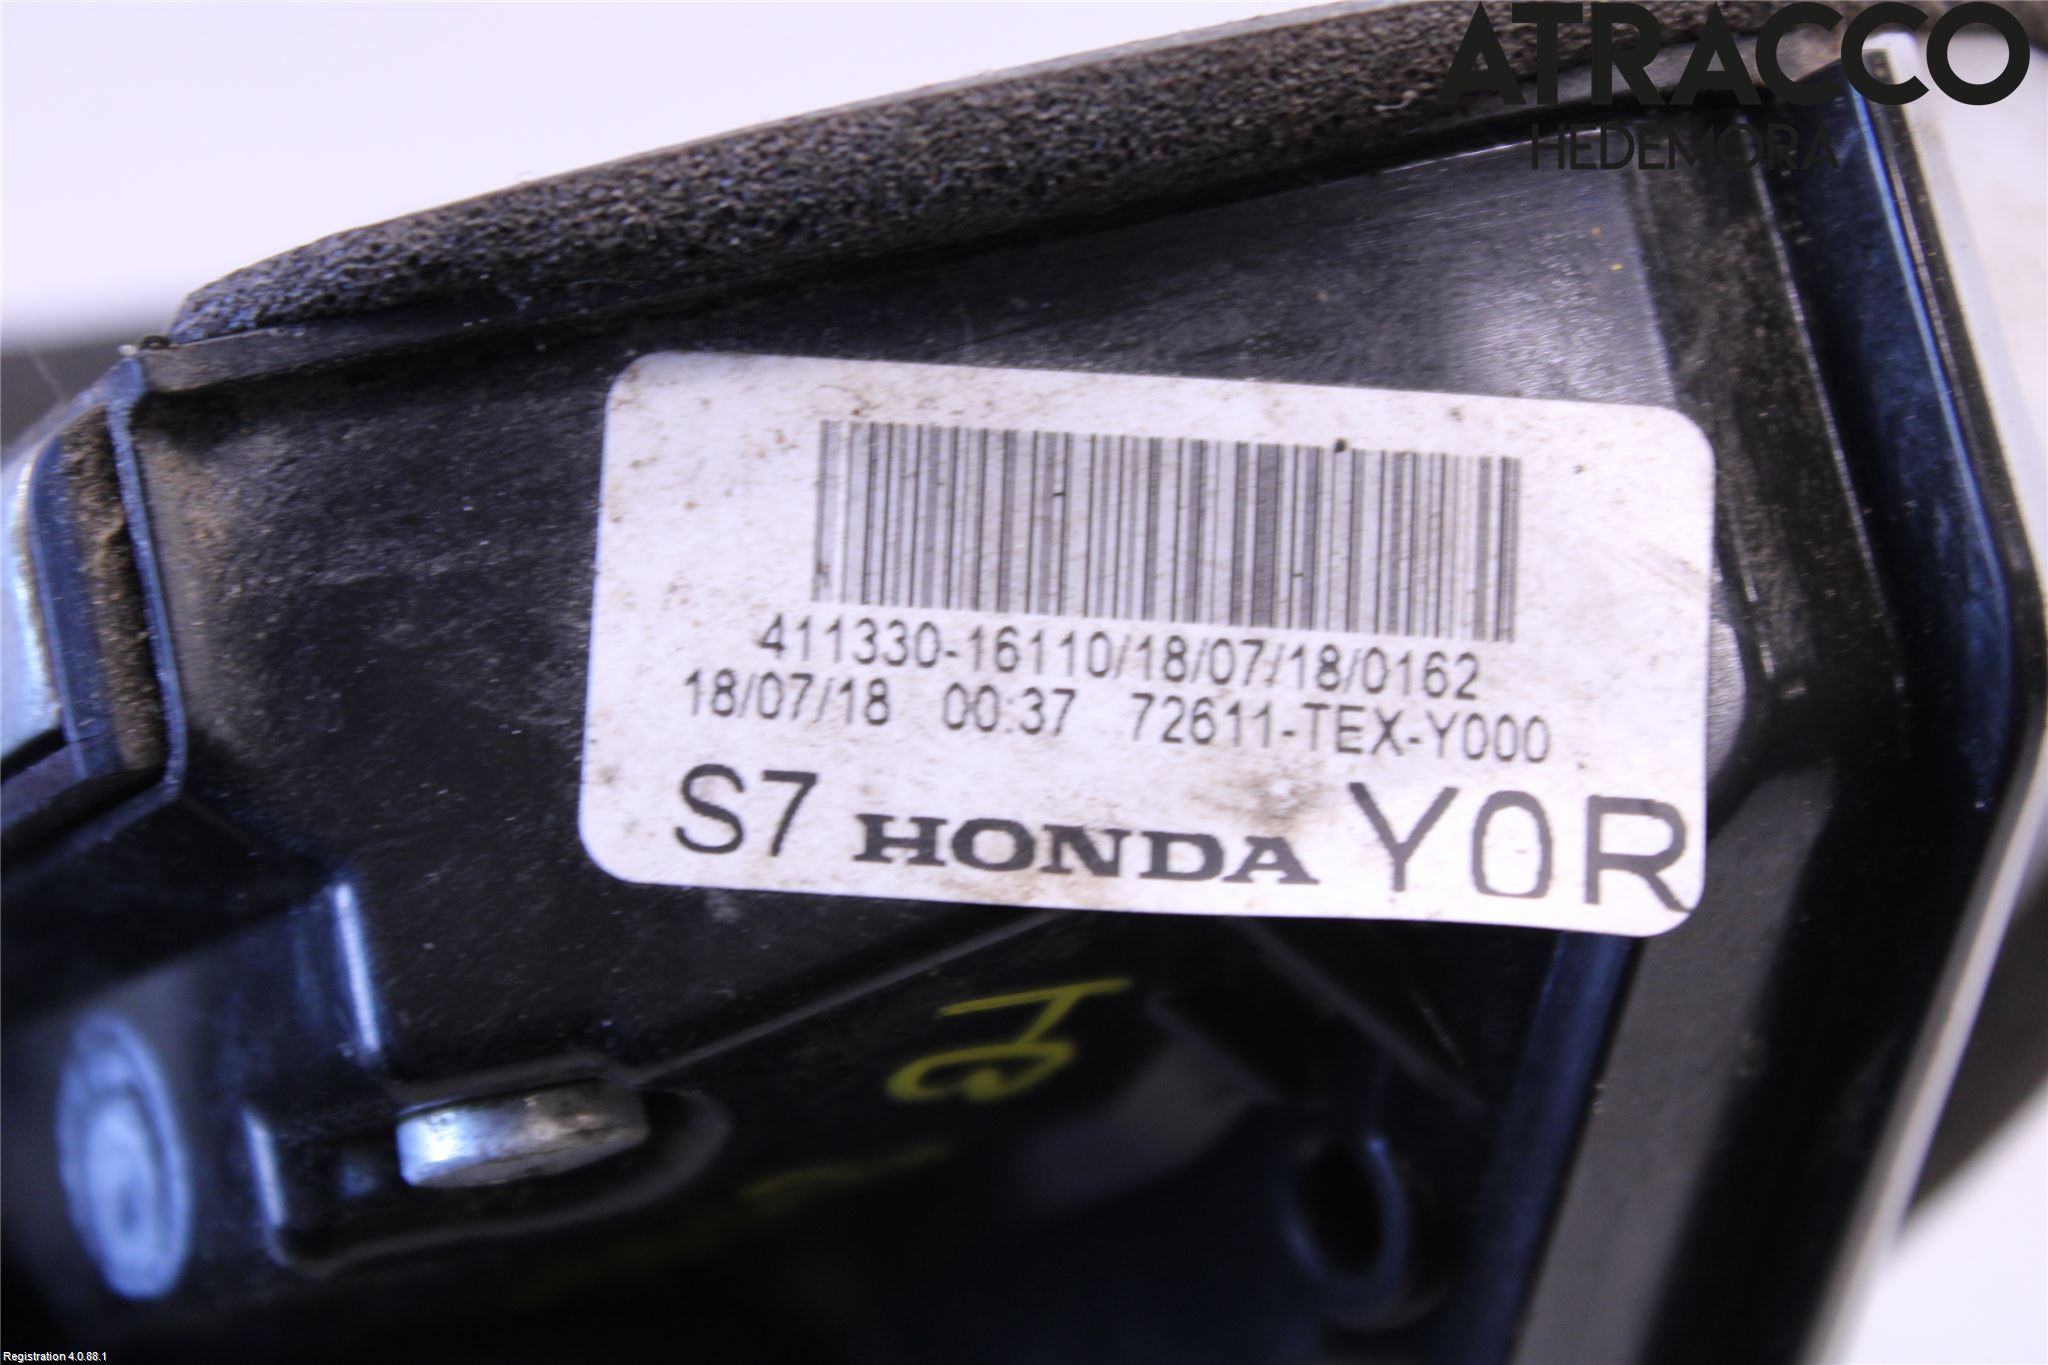 ATRACCO
HEDEMORA
411330-16110/18/07/18/0162
18/07/18 00:37 72611-TEX-Y000
S7 HONDA Y0R
Registration 4.0.88.1